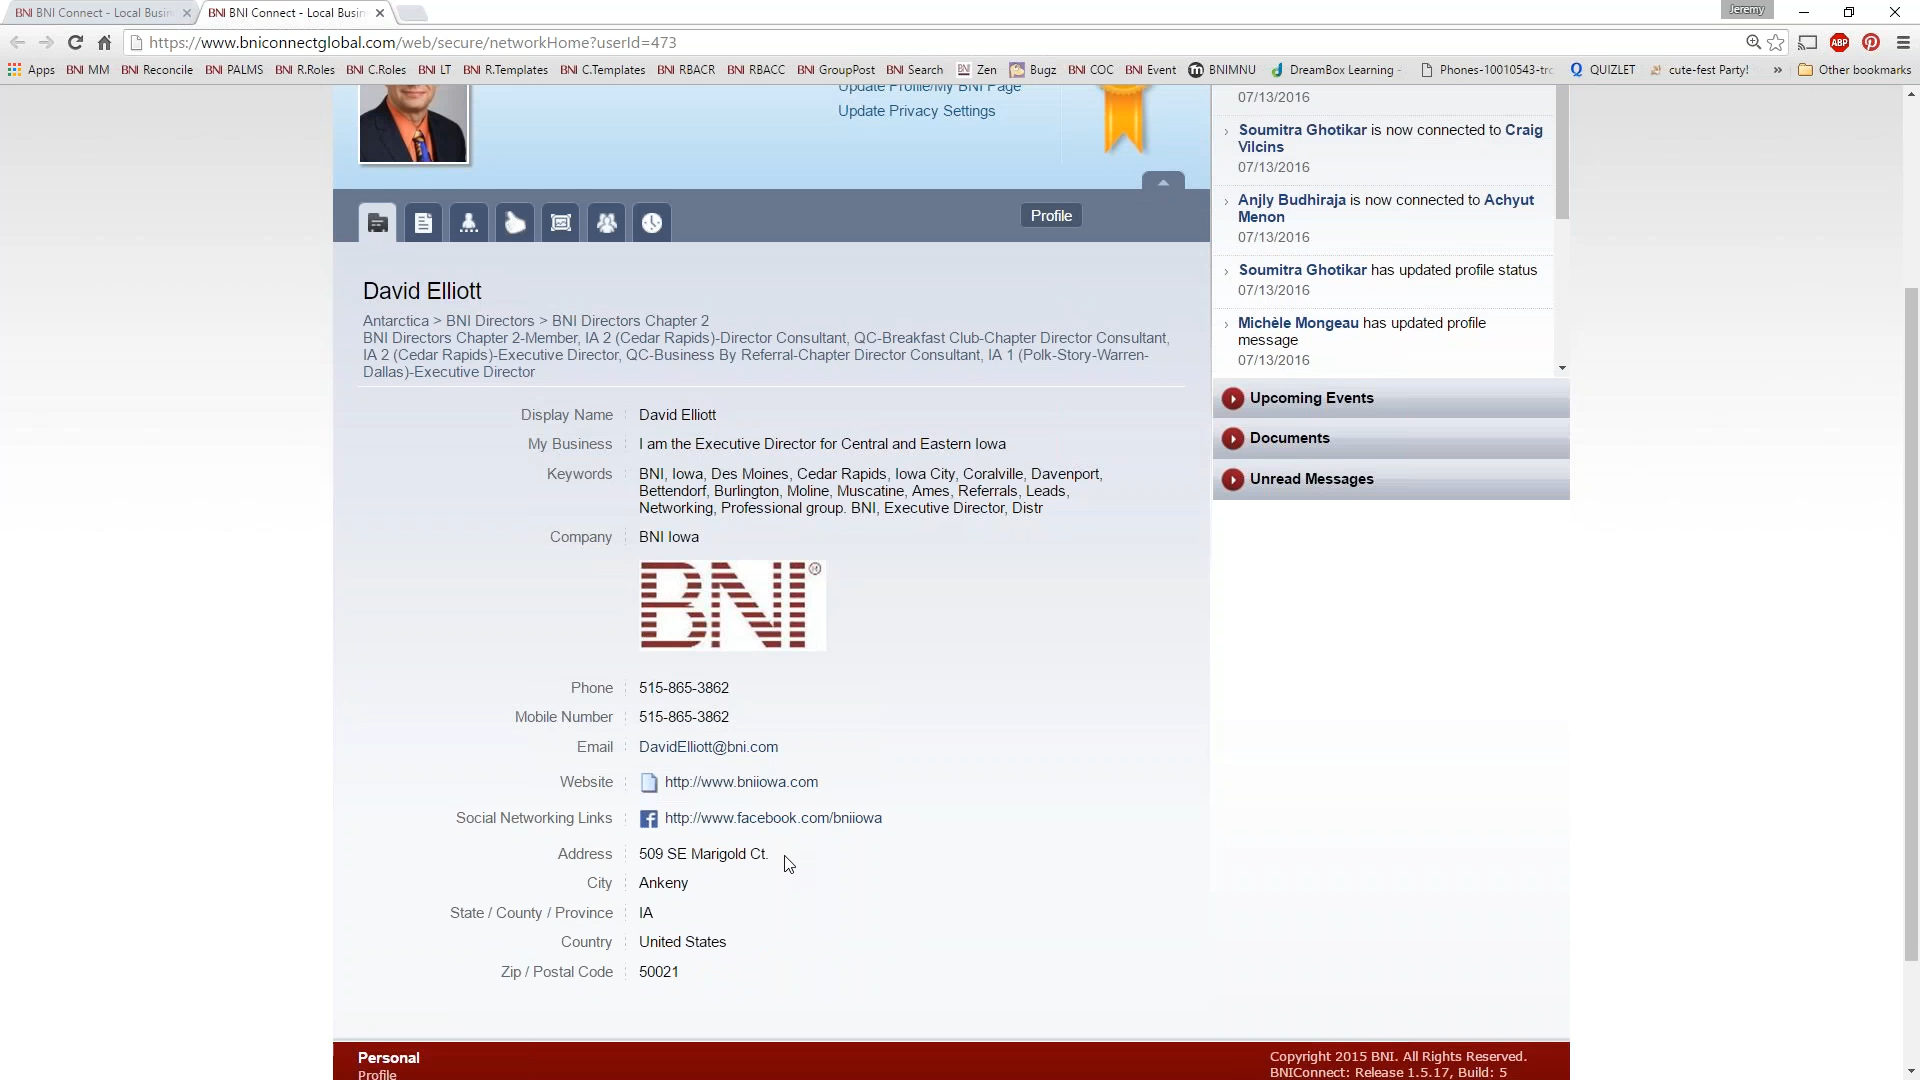 BNI BNI Connect - Local Busin
BNI BNI Connect - Local Busin
Jeremy
https://www.bniconnectglobal.com/web/secure/networkHome?userId=473
ABP
Apps
BNI MM
BNI Reconcile
BNI PALMS
BNI R.Roles
BNI C.Roles
BNI LT
BNI R.Templates
BNI C.Templates
BNI RBACR
BNI RBACC
BNI GroupPost
BNI Search
BNI Zen
Bugz
BNI COC
BNI Event
BNIMNU
DreamBox Learning -
Phones-10010543-trc
QUIZLET
cute-fest Party!
»
Other bookmarks
Update Profile/My BNI Page
Update Privacy Settings
Profile
David Elliott
Antarctica > BNI Directors > BNI Directors Chapter 2
BNI Directors Chapter 2-Member, IA 2 (Cedar Rapids)-Director Consultant, QC-Breakfast Club-Chapter Director Consultant,
IA 2 (Cedar Rapids)-Executive Director, QC-Business By Referral-Chapter Director Consultant, IA 1 (Polk-Story-Warren-
Dallas)-Executive Director
Display Name David Elliott
My Business I am the Executive Director for Central and Eastern Iowa
Keywords BNI, Iowa, Des Moines, Cedar Rapids, Iowa City, Coralville, Davenport,
Bettendorf, Burlington, Moline, Muscatine, Ames, Referrals, Leads,
Networking, Professional group. BNI, Executive Director, Distr
Company BNI Iowa
BNI®
Phone 515-865-3862
Mobile Number 515-865-3862
Email DavidElliott@bni.com
Website http://www.bniiowa.com
Social Networking Links http://www.facebook.com/bniiowa
Address 509 SE Marigold Ct.
City Ankeny
State / County / Province IA
Country United States
Zip / Postal Code 50021
07/13/2016
Soumitra Ghotikar is now connected to Craig
Vilcins
07/13/2016
Anjly Budhiraja is now connected to Achyut
Menon
07/13/2016
Soumitra Ghotikar has updated profile status
07/13/2016
Michèle Mongeau has updated profile
message
07/13/2016
Upcoming Events
Documents
Unread Messages
Personal
Profile
Copyright 2015 BNI. All Rights Reserved.
BNIConnect: Release 1.5.17, Build: 5